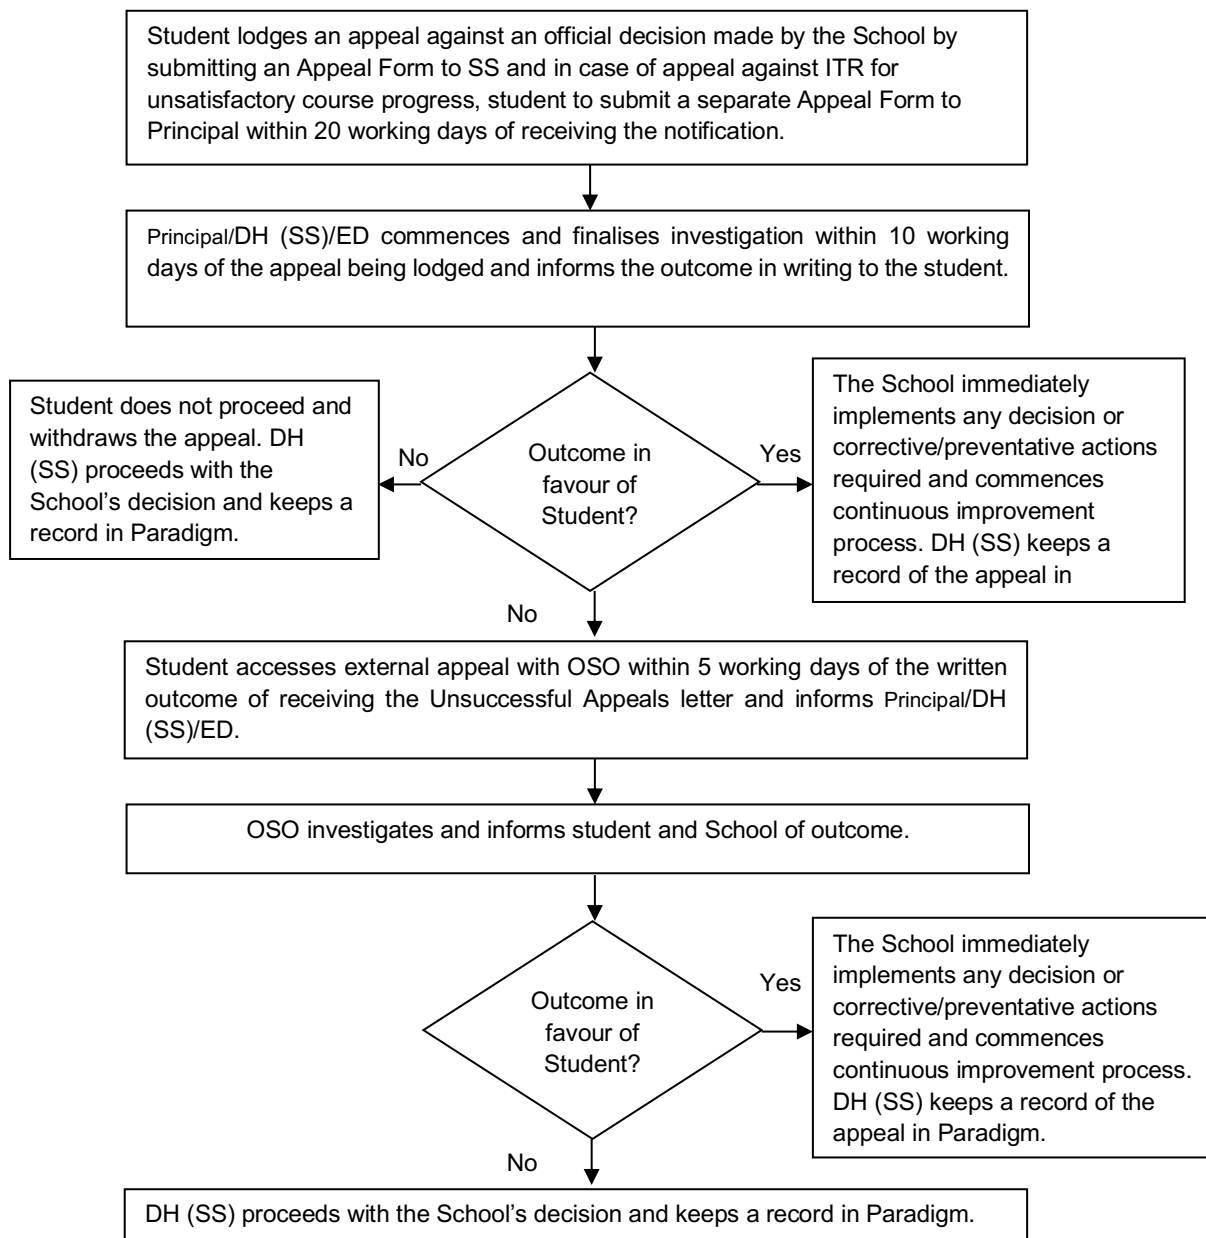 Student lodges an appeal against an official decision made by the School by
submitting an Appeal Form to SS and in case of appeal against ITR for
unsatisfactory course progress, student to submit a separate Appeal Form to
Principal within 20 working days of receiving the notification.
Principal/DH (SS)/ED commences and finalises investigation within 10 working
days of the appeal being lodged and informs the outcome in writing to the student.
Student does not proceed and
withdraws the appeal. DH
(SS) proceeds with the
School’s decision and keeps a
record in Paradigm.
No
Outcome in
favour of
Student?
Yes
The School immediately
implements any decision or
corrective/preventative actions
required and commences
continuous improvement
process. DH (SS) keeps a
record of the appeal in
No
Student accesses external appeal with OSO within 5 working days of the written
outcome of receiving the Unsuccessful Appeals letter and informs Principal/DH
(SS)/ED.
OSO investigates and informs student and School of outcome.
Outcome in
favour of
Student?
Yes
The School immediately
implements any decision or
corrective/preventative actions
required and commences
continuous improvement process.
DH (SS) keeps a record of the
appeal in Paradigm.
No
DH (SS) proceeds with the School’s decision and keeps a record in Paradigm.